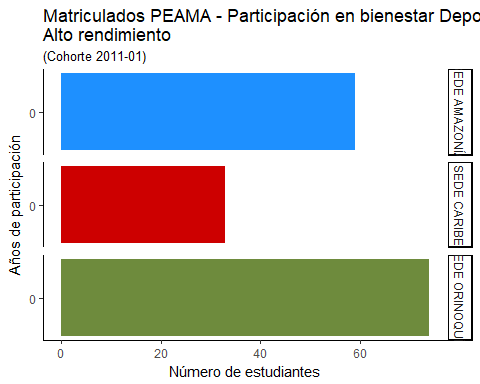 Matriculados PEAMA - Participación en bienestar Depo
Alto rendimiento
(Cohorte 2011-01)
Años de participación
0
EDE AMAZONÍ
0
SEDE CARIBE
0
EDE ORINOQU
0
20
40
60
Número de estudiantes